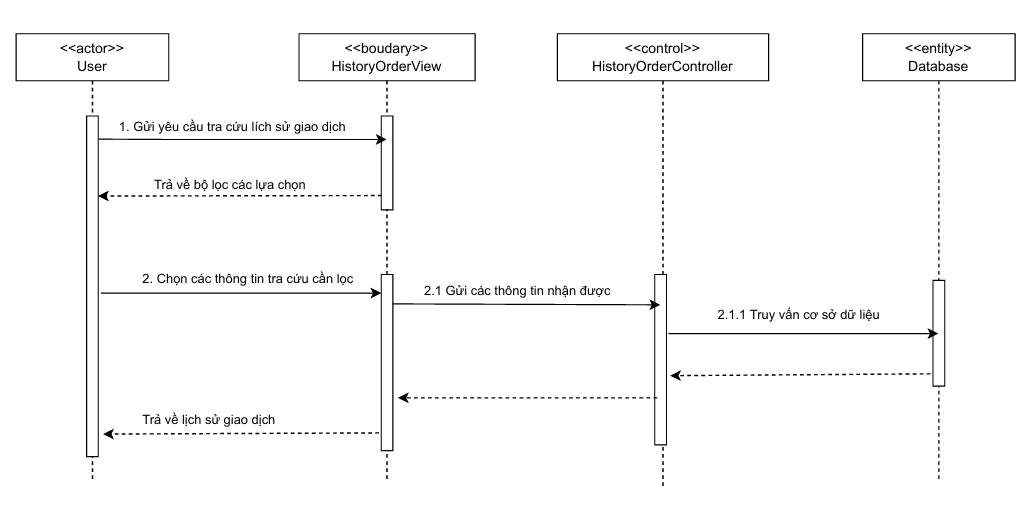 <<actor>>
User
<<boudary>>
HistoryOrderView
<<control>>
HistoryOrderController
<<entity>>
Database
1. Gửi yêu cầu tra cứu lích sử giao dịch
Trả về bộ lọc các lựa chọn
2. Chọn các thông tin tra cứu cần lọc
2.1 Gửi các thông tin nhận được
2.1.1 Truy vấn cơ sở dữ liệu
Trả về lịch sử giao dịch